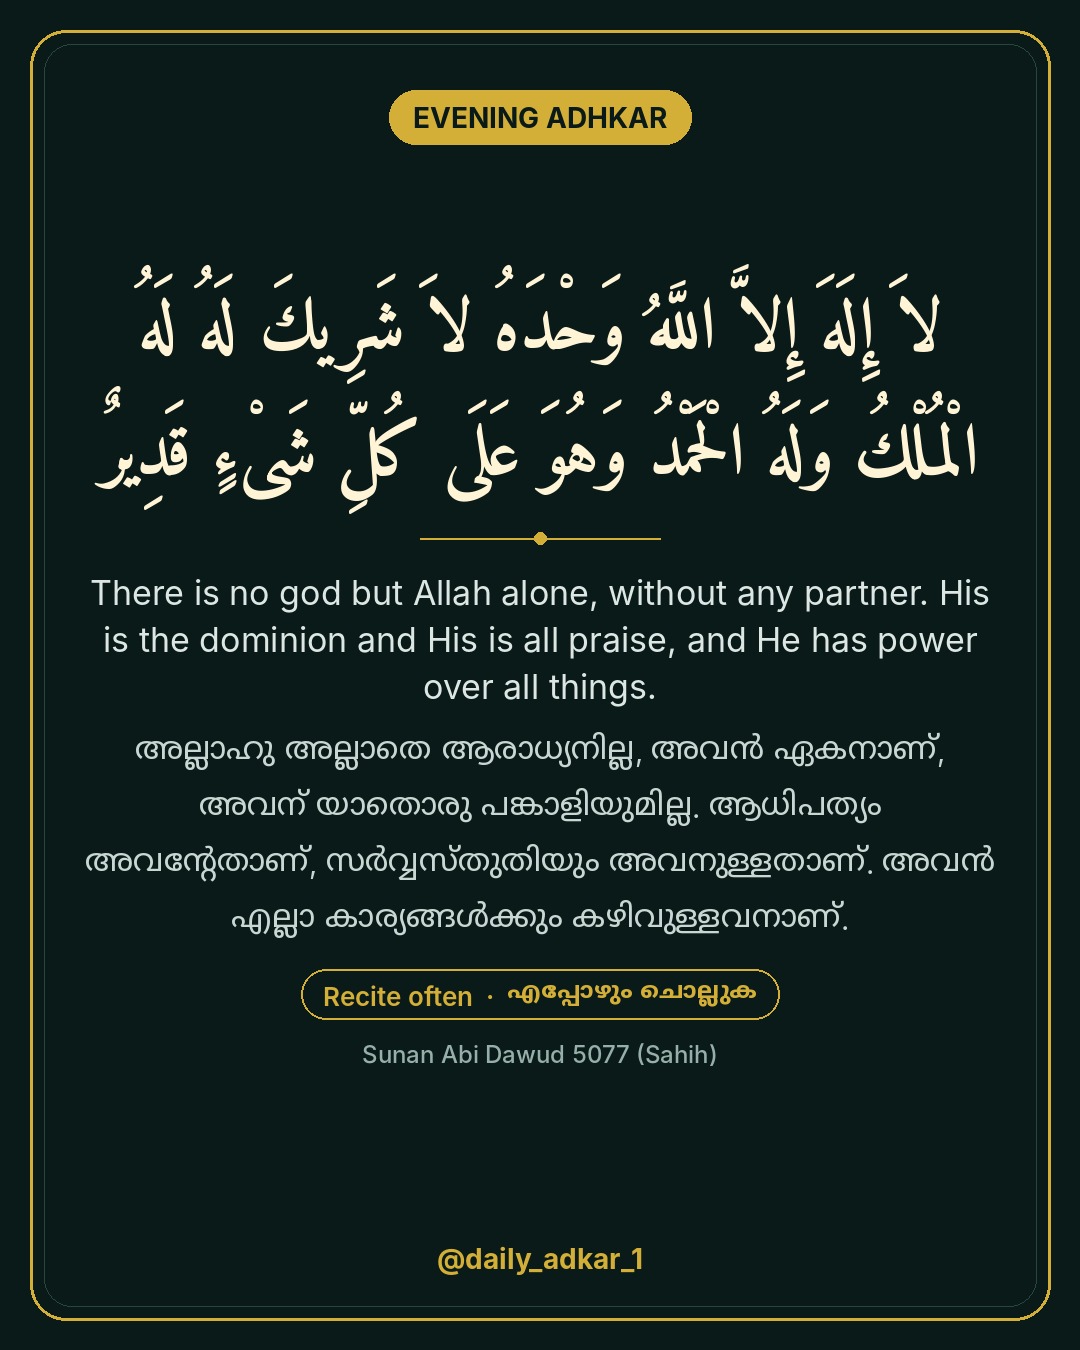 EVENING ADHKAR
لاَ إِلَهَ إِلاَّ اللَّهُ وَحْدَهُ لاَ شَرِيكَ لَهُ لَهُ
الْمُلْكُ وَلَهُ الْحَمْدُ وَهُوَ عَلَى كُلِّ شَىْءٍ قَدِيرٌ
There is no god but Allah alone, without any partner. His
is the dominion and His is all praise, and He has power
over all things.
അല്ലാഹു അല്ലാതെ ആരാധ്യനില്ല, അവൻ ഏകനാണ്,
അവന് യാതൊരു പങ്കാളിയുമില്ല. ആധിപത്യം
അവന്റേതാണ്, സർവ്വസ്തുതിയും അവനുള്ളതാണ്. അവൻ
എല്ലാ കാര്യങ്ങൾക്കും കഴിവുള്ളവനാണ്.
Recite often · എപ്പോഴും ചൊല്ലുക
Sunan Abi Dawud 5077 (Sahih)
@daily_adkar_1